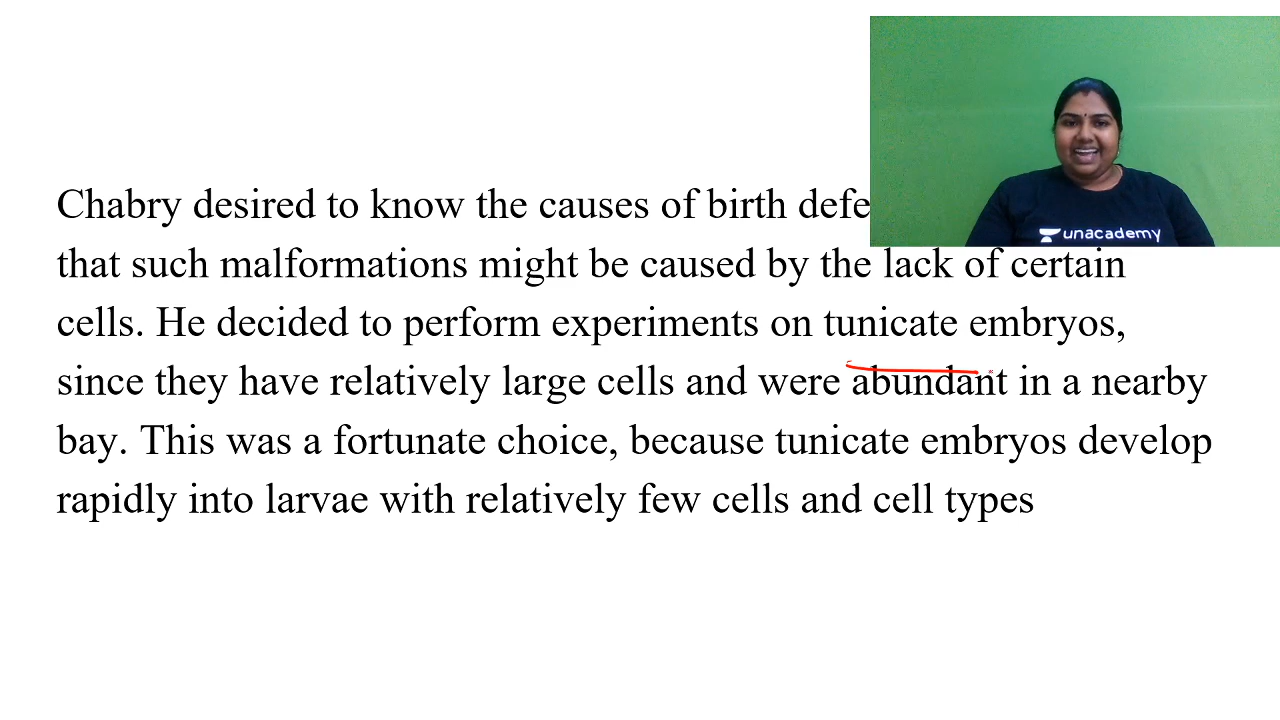 Chabry desired to know the causes of birth
that such malformations might be caused by the lack of certain
cells. He decided to perform experiments on tunicate embryos,
since they have relatively large cells and were abundant in a nearby
bay. This was a fortunate choice, because tunicate embryos develop
rapidly into larvae with relatively few cells and cell types
unacademy